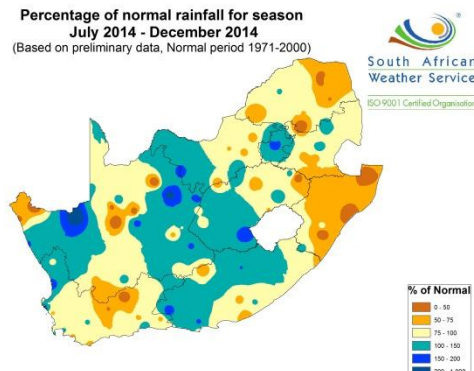 Percentage of normal rainfall for season
July 2014 - December 2014
(Based on preliminary data, Normal period 1971-2000)
South African
Weather Service
ISO 9001 Certified Organisation
% of Normal
0 - 50
50 - 75
75 - 100
100 - 150
150 - 200